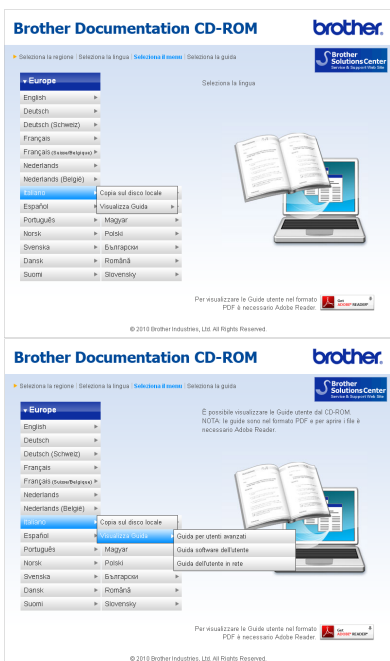 Brother Documentation CD-ROM
brother.
Seleziona la regione | Seleziona la lingua | Seleziona il menu | Seleziona la guida
Brother
SolutionsCenter
Service & Support Web Site
Europe
Seleziona la lingua
English
Deutsch
Deutsch (Schweiz)
Français
Français (Suisse/Belgique)
Nederlands
Nederlands (België)
Italiano
Copia sul disco locale
Español
Visualizza Guida
Português
Magyar
Norsk
Polski
Svenska
Български
Dansk
Română
Suomi
Slovensky
Per visualizzare le Guide utente nel formato
PDF è necessario Adobe Reader.
Get
ADOBE® READER®
© 2010 Brother Industries, Ltd. All Rights Reserved.
Brother Documentation CD-ROM
brother.
Seleziona la regione | Seleziona la lingua | Seleziona il menu | Seleziona la guida
Brother
SolutionsCenter
Service & Support Web Site
Europe
È possibile visualizzare le Guide utente dal CD-ROM.
NOTA: le guide sono nel formato PDF e per aprire i file è
necessario Adobe Reader.
English
Deutsch
Deutsch (Schweiz)
Français
Français (Suisse/Belgique)
Nederlands
Nederlands (België)
Italiano
Copia sul disco locale
Español
Visualizza Guida
Guida per utenti avanzati
Português
Magyar
Guida software dell'utente
Norsk
Polski
Guida dell'utente in rete
Svenska
Български
Dansk
Română
Suomi
Slovensky
Per visualizzare le Guide utente nel formato
PDF è necessario Adobe Reader.
Get
ADOBE® READER®
© 2010 Brother Industries, Ltd. All Rights Reserved.